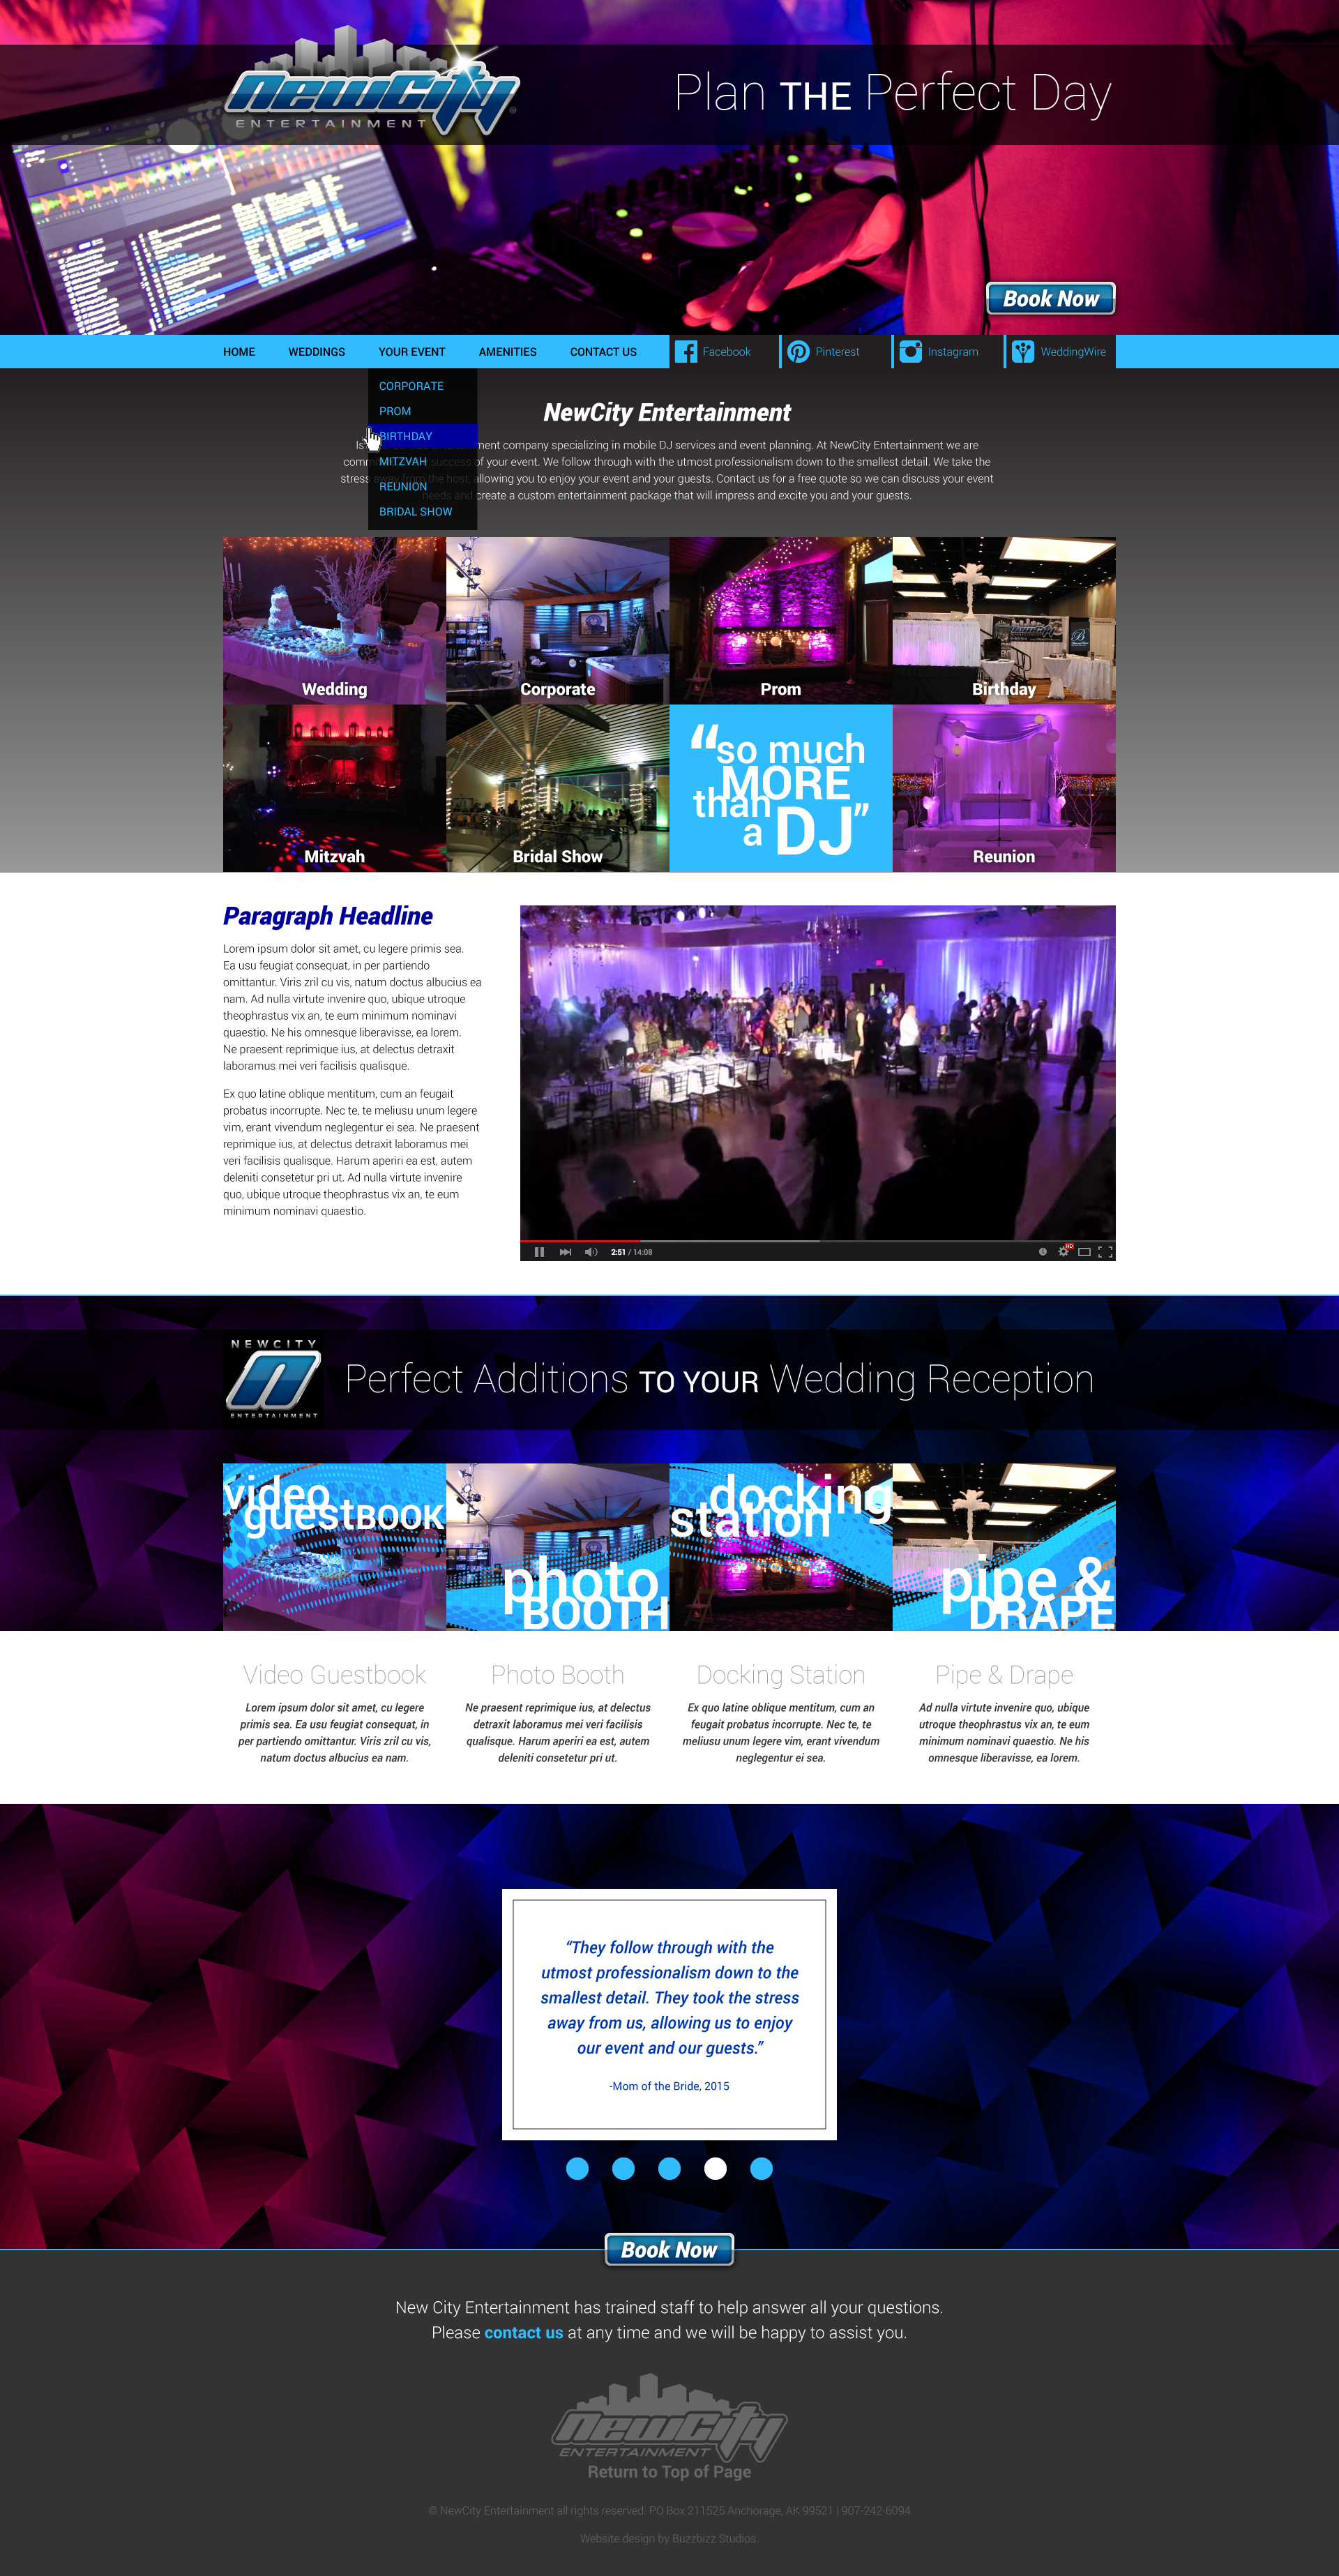 NewCity
ENTERTAINMENT
Plan THE Perfect Day
Book Now
HOME WEDDINGS YOUR EVENT AMENITIES CONTACT US Facebook Pinterest Instagram WeddingWire
CORPORATE
PROM
BIRTHDAY
MITZVAH
REUNION
BRIDAL SHOW
NewCity Entertainment
Is ment company specializing in mobile DJ services and event planning. At NewCity Entertainment we are
comm success of your event. We follow through with the utmost professionalism down to the smallest detail. We take the
stress away from the host, allowing you to enjoy your event and your guests. Contact us for a free quote so we can discuss your event
needs and create a custom entertainment package that will impress and excite you and your guests.
Wedding
Corporate
Prom
Birthday
Mitzvah
Bridal Show
“so much
MORE
than
a DJ”
Reunion
Paragraph Headline
Lorem ipsum dolor sit amet, cu legere primis sea.
Ea usu feugiat consequat, in per partiendo
omittantur. Viris zril cu vis, natum doctus albucius ea
nam. Ad nulla virtute invenire quo, ubique utroque
theophrastus vix an, te eum minimum nominavi
quaestio. Ne his omnesque liberavisse, ea lorem.
Ne praesent reprimique ius, at delectus detraxit
laboramus mei veri facilisis qualisque.
Ex quo latine oblique mentitum, cum an feugait
probatus incorrupte. Nec te, te meliusu unum legere
vim, erant vivendum neglegentur ei sea. Ne praesent
reprimique ius, at delectus detraxit laboramus mei
veri facilisis qualisque. Harum aperiri ea est, autem
deleniti consetetur pri ut. Ad nulla virtute invenire
quo, ubique utroque theophrastus vix an, te eum
minimum nominavi quaestio.
2:51 / 14:08
HD
NEWCITY
n
ENTERTAINMENT
Perfect Additions TO YOUR Wedding Reception
video
guestBOOK
photo
BOOTH
docking
station
pipe &
DRAPE
Video Guestbook
Lorem ipsum dolor sit amet, cu legere
primis sea. Ea usu feugiat consequat, in
per partiendo omittantur. Viris zril cu vis,
natum doctus albucius ea nam.
Photo Booth
Ne praesent reprimique ius, at delectus
detraxit laboramus mei veri facilisis
qualisque. Harum aperiri ea est, autem
deleniti consetetur pri ut.
Docking Station
Ex quo latine oblique mentitum, cum an
feugait probatus incorrupte. Nec te, te
meliusu unum legere vim, erant vivendum
neglegentur ei sea.
Pipe & Drape
Ad nulla virtute invenire quo, ubique
utroque theophrastus vix an, te eum
minimum nominavi quaestio. Ne his
omnesque liberavisse, ea lorem.
“They follow through with the
utmost professionalism down to the
smallest detail. They took the stress
away from us, allowing us to enjoy
our event and our guests.”
-Mom of the Bride, 2015
Book Now
New City Entertainment has trained staff to help answer all your questions.
Please contact us at any time and we will be happy to assist you.
NewCity
ENTERTAINMENT
Return to Top of Page
© NewCity Entertainment all rights reserved. PO Box 211525 Anchorage, AK 99521 | 907-242-6094
Website design by Buzzbizz Studios.